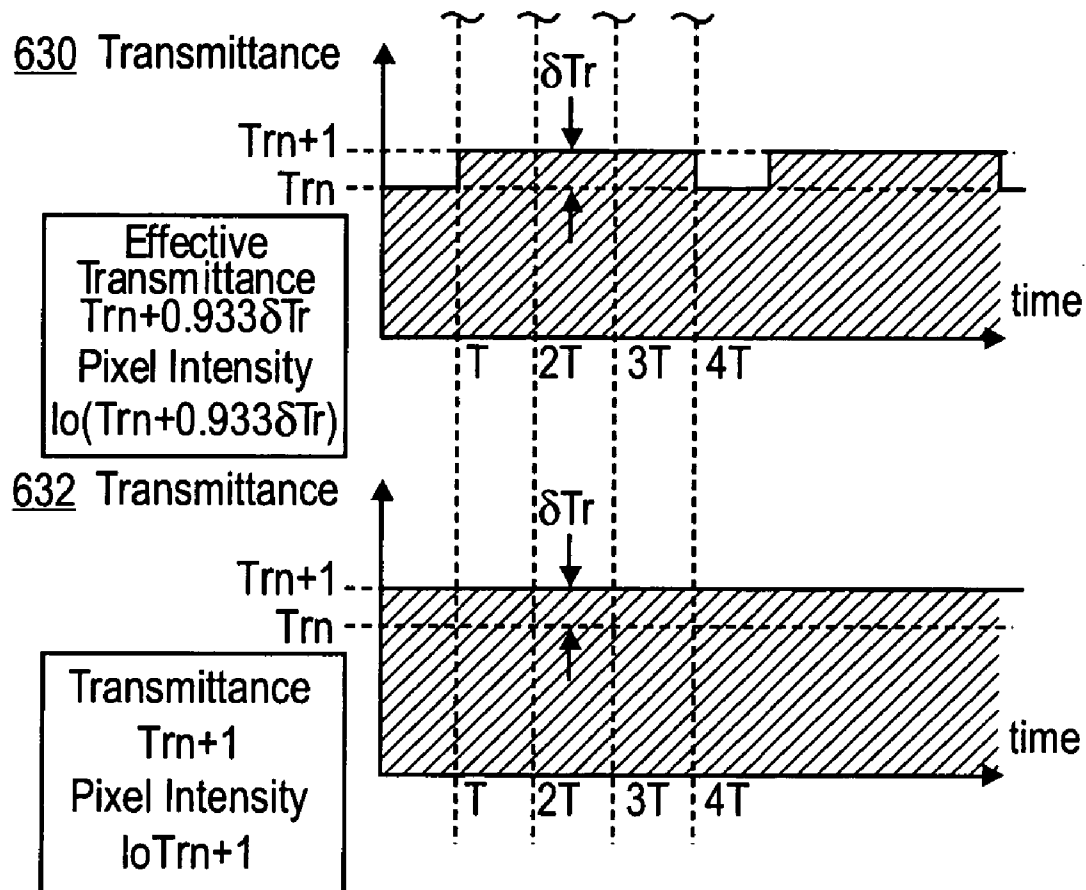 630 Transmittance
δTr
Trn+1
Trn
Effective
Transmittance
Trn+0.933δTr
Pixel Intensity
Io(Trn+0.933δTr)
time
T 2T 3T 4T
632 Transmittance
δTr
Trn+1
Trn
Transmittance
Trn+1
Pixel Intensity
IoTrn+1
time
T 2T 3T 4T